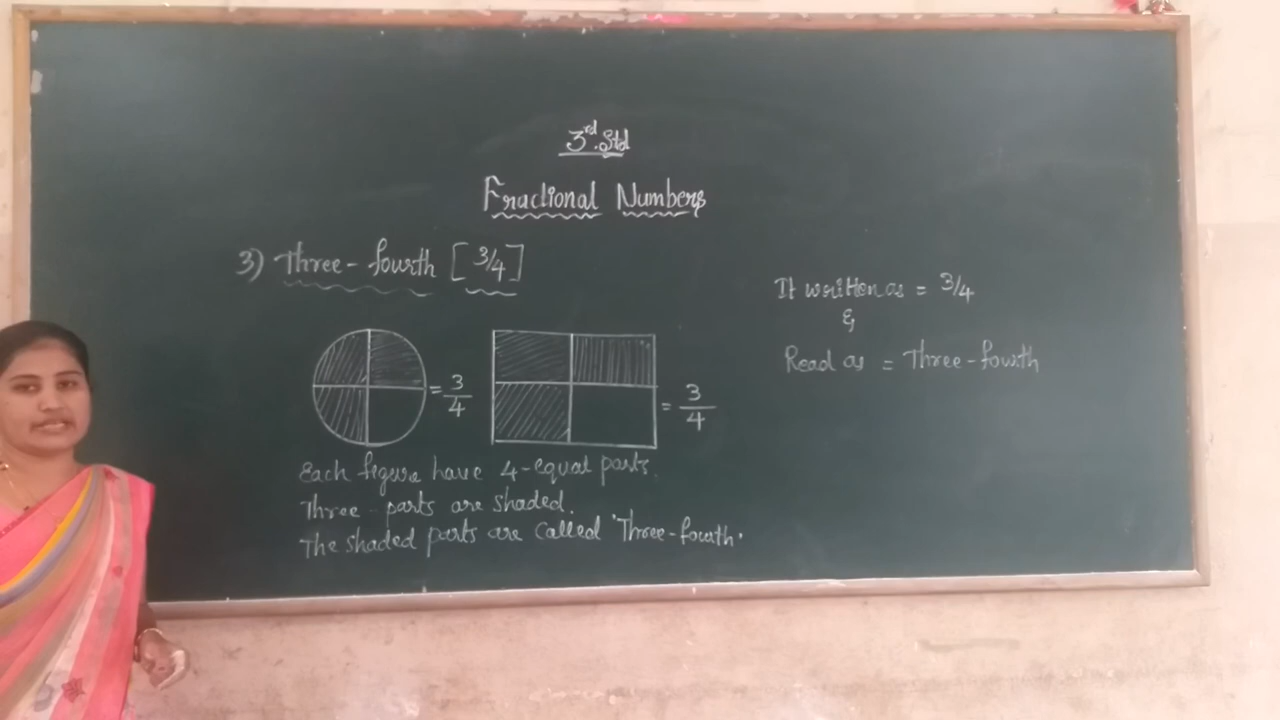 3rd.Std
Fractional Numbers
3) Three-fourth [3/4]
= 3/4
= 3/4
Each figure have 4-equal parts.
Three-parts are shaded.
The shaded parts are called 'Three-fourth.
It written as = 3/4
&
Read as = Three-fourth